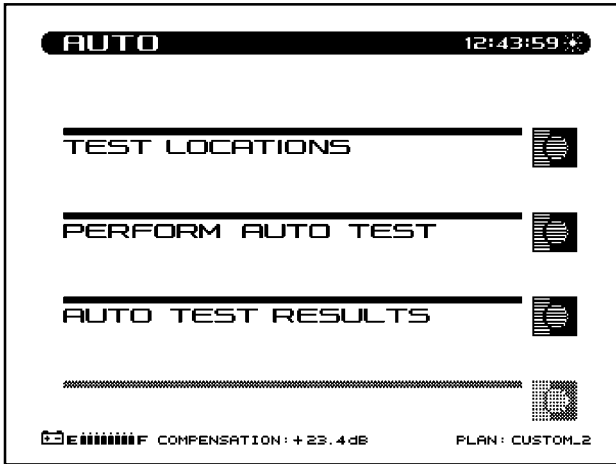 AUTO 12:43:59
TEST LOCATIONS
PERFORM AUTO TEST
AUTO TEST RESULTS
E F COMPENSATION:+23.4dB PLAN: CUSTOM_2